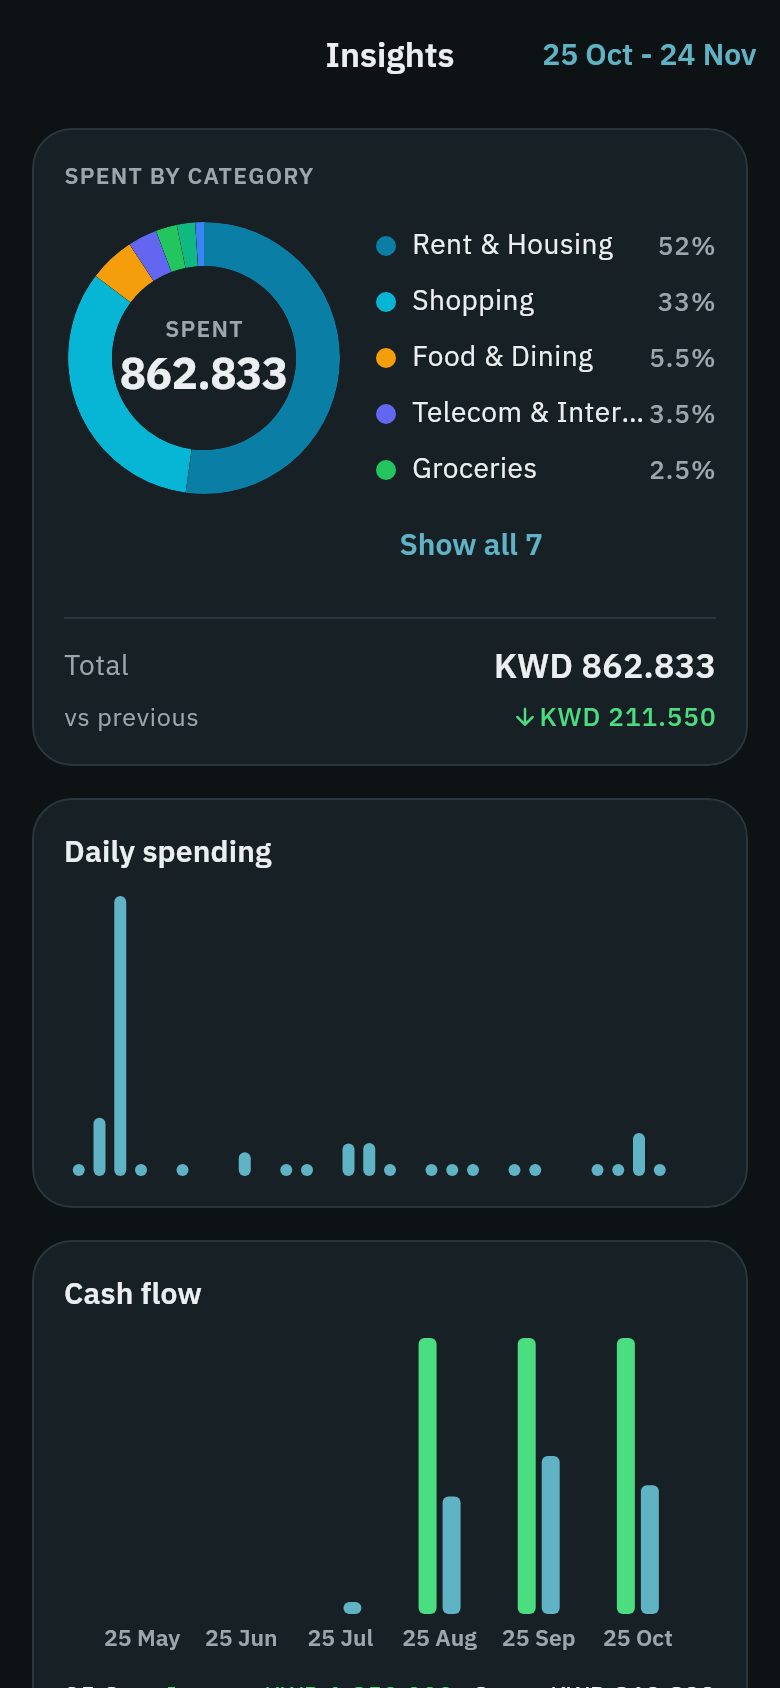 Insights
25 Oct - 24 Nov
SPENT BY CATEGORY
SPENT
862.833
Rent & Housing 52%
Shopping 33%
Food & Dining 5.5%
Telecom & Inter... 3.5%
Groceries 2.5%
Show all 7
Total KWD 862.833
vs previous ↓KWD 211.550
Daily spending
Cash flow
25 May 25 Jun 25 Jul 25 Aug 25 Sep 25 Oct